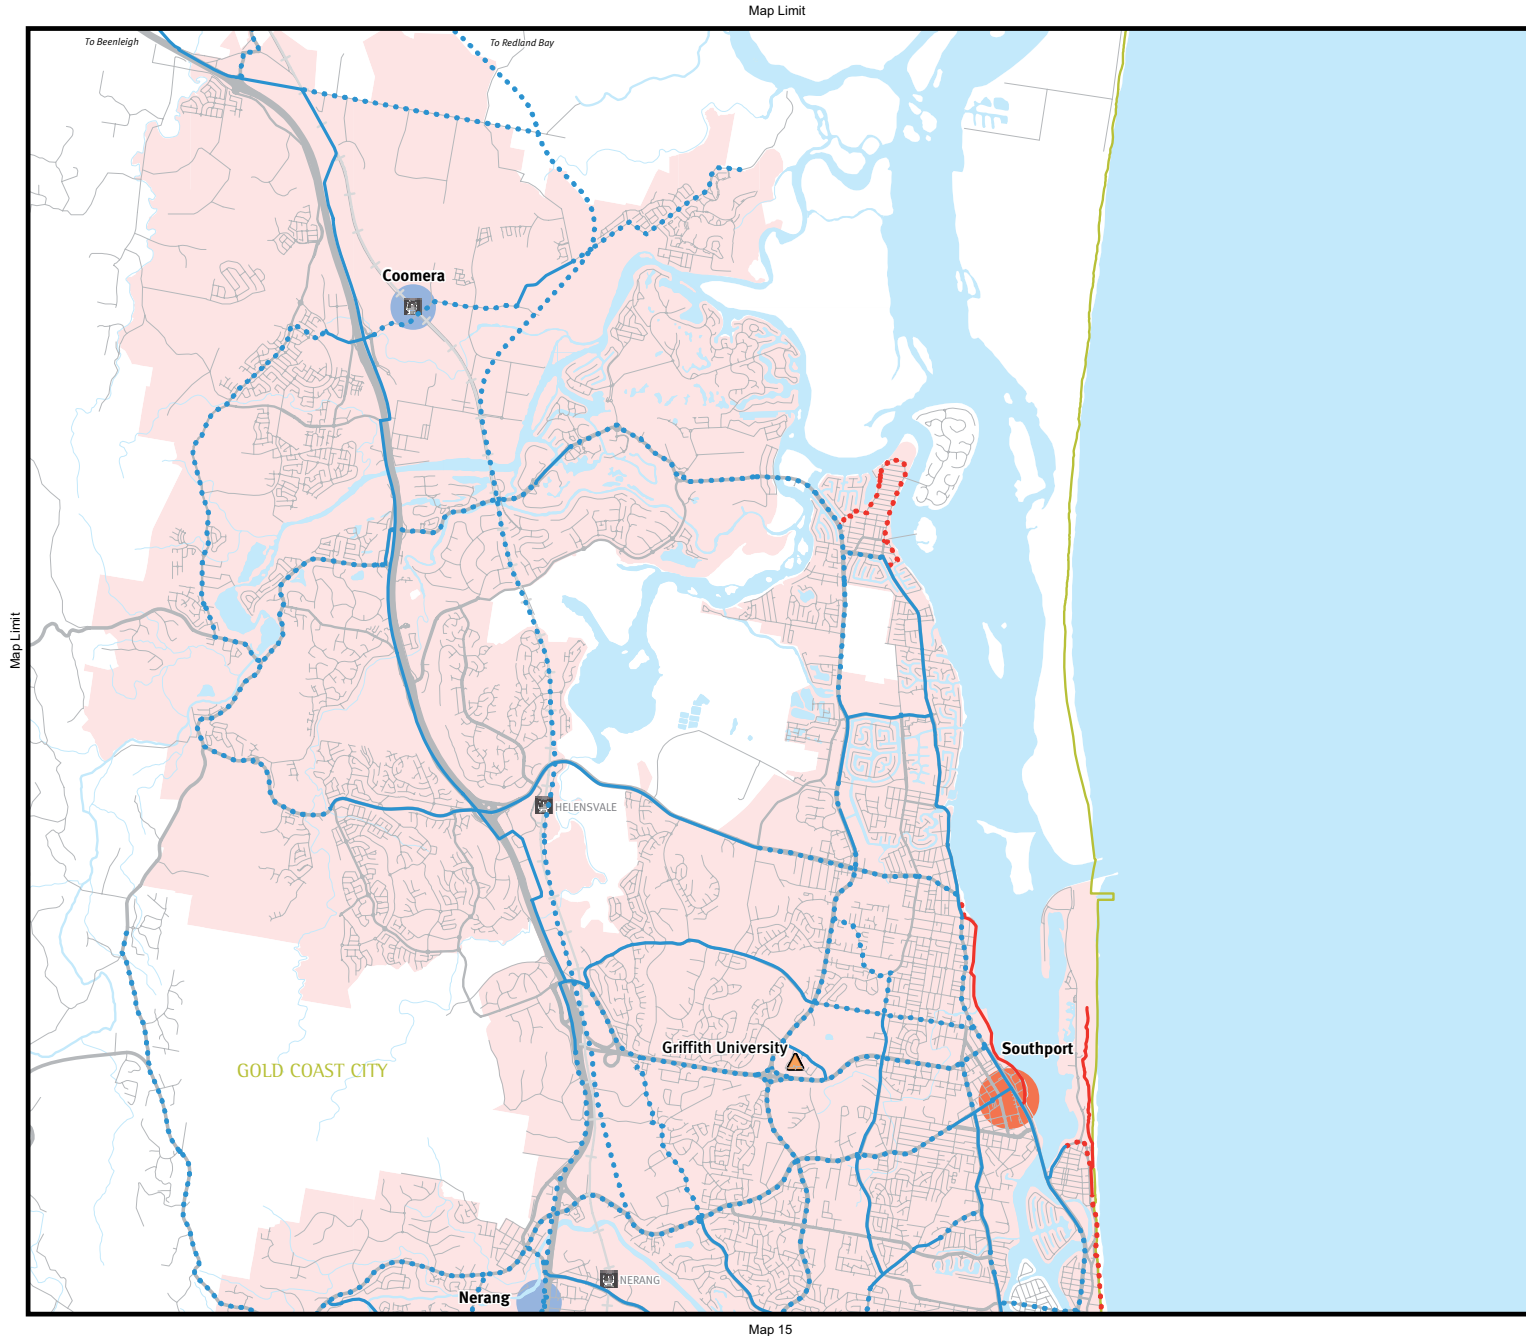 Map Limit
To Beenleigh
To Redland Bay
Coomera
Map Limit
HELENSVALE
Griffith University
Southport
GOLD COAST CITY
NERANG
Nerang
Map 15